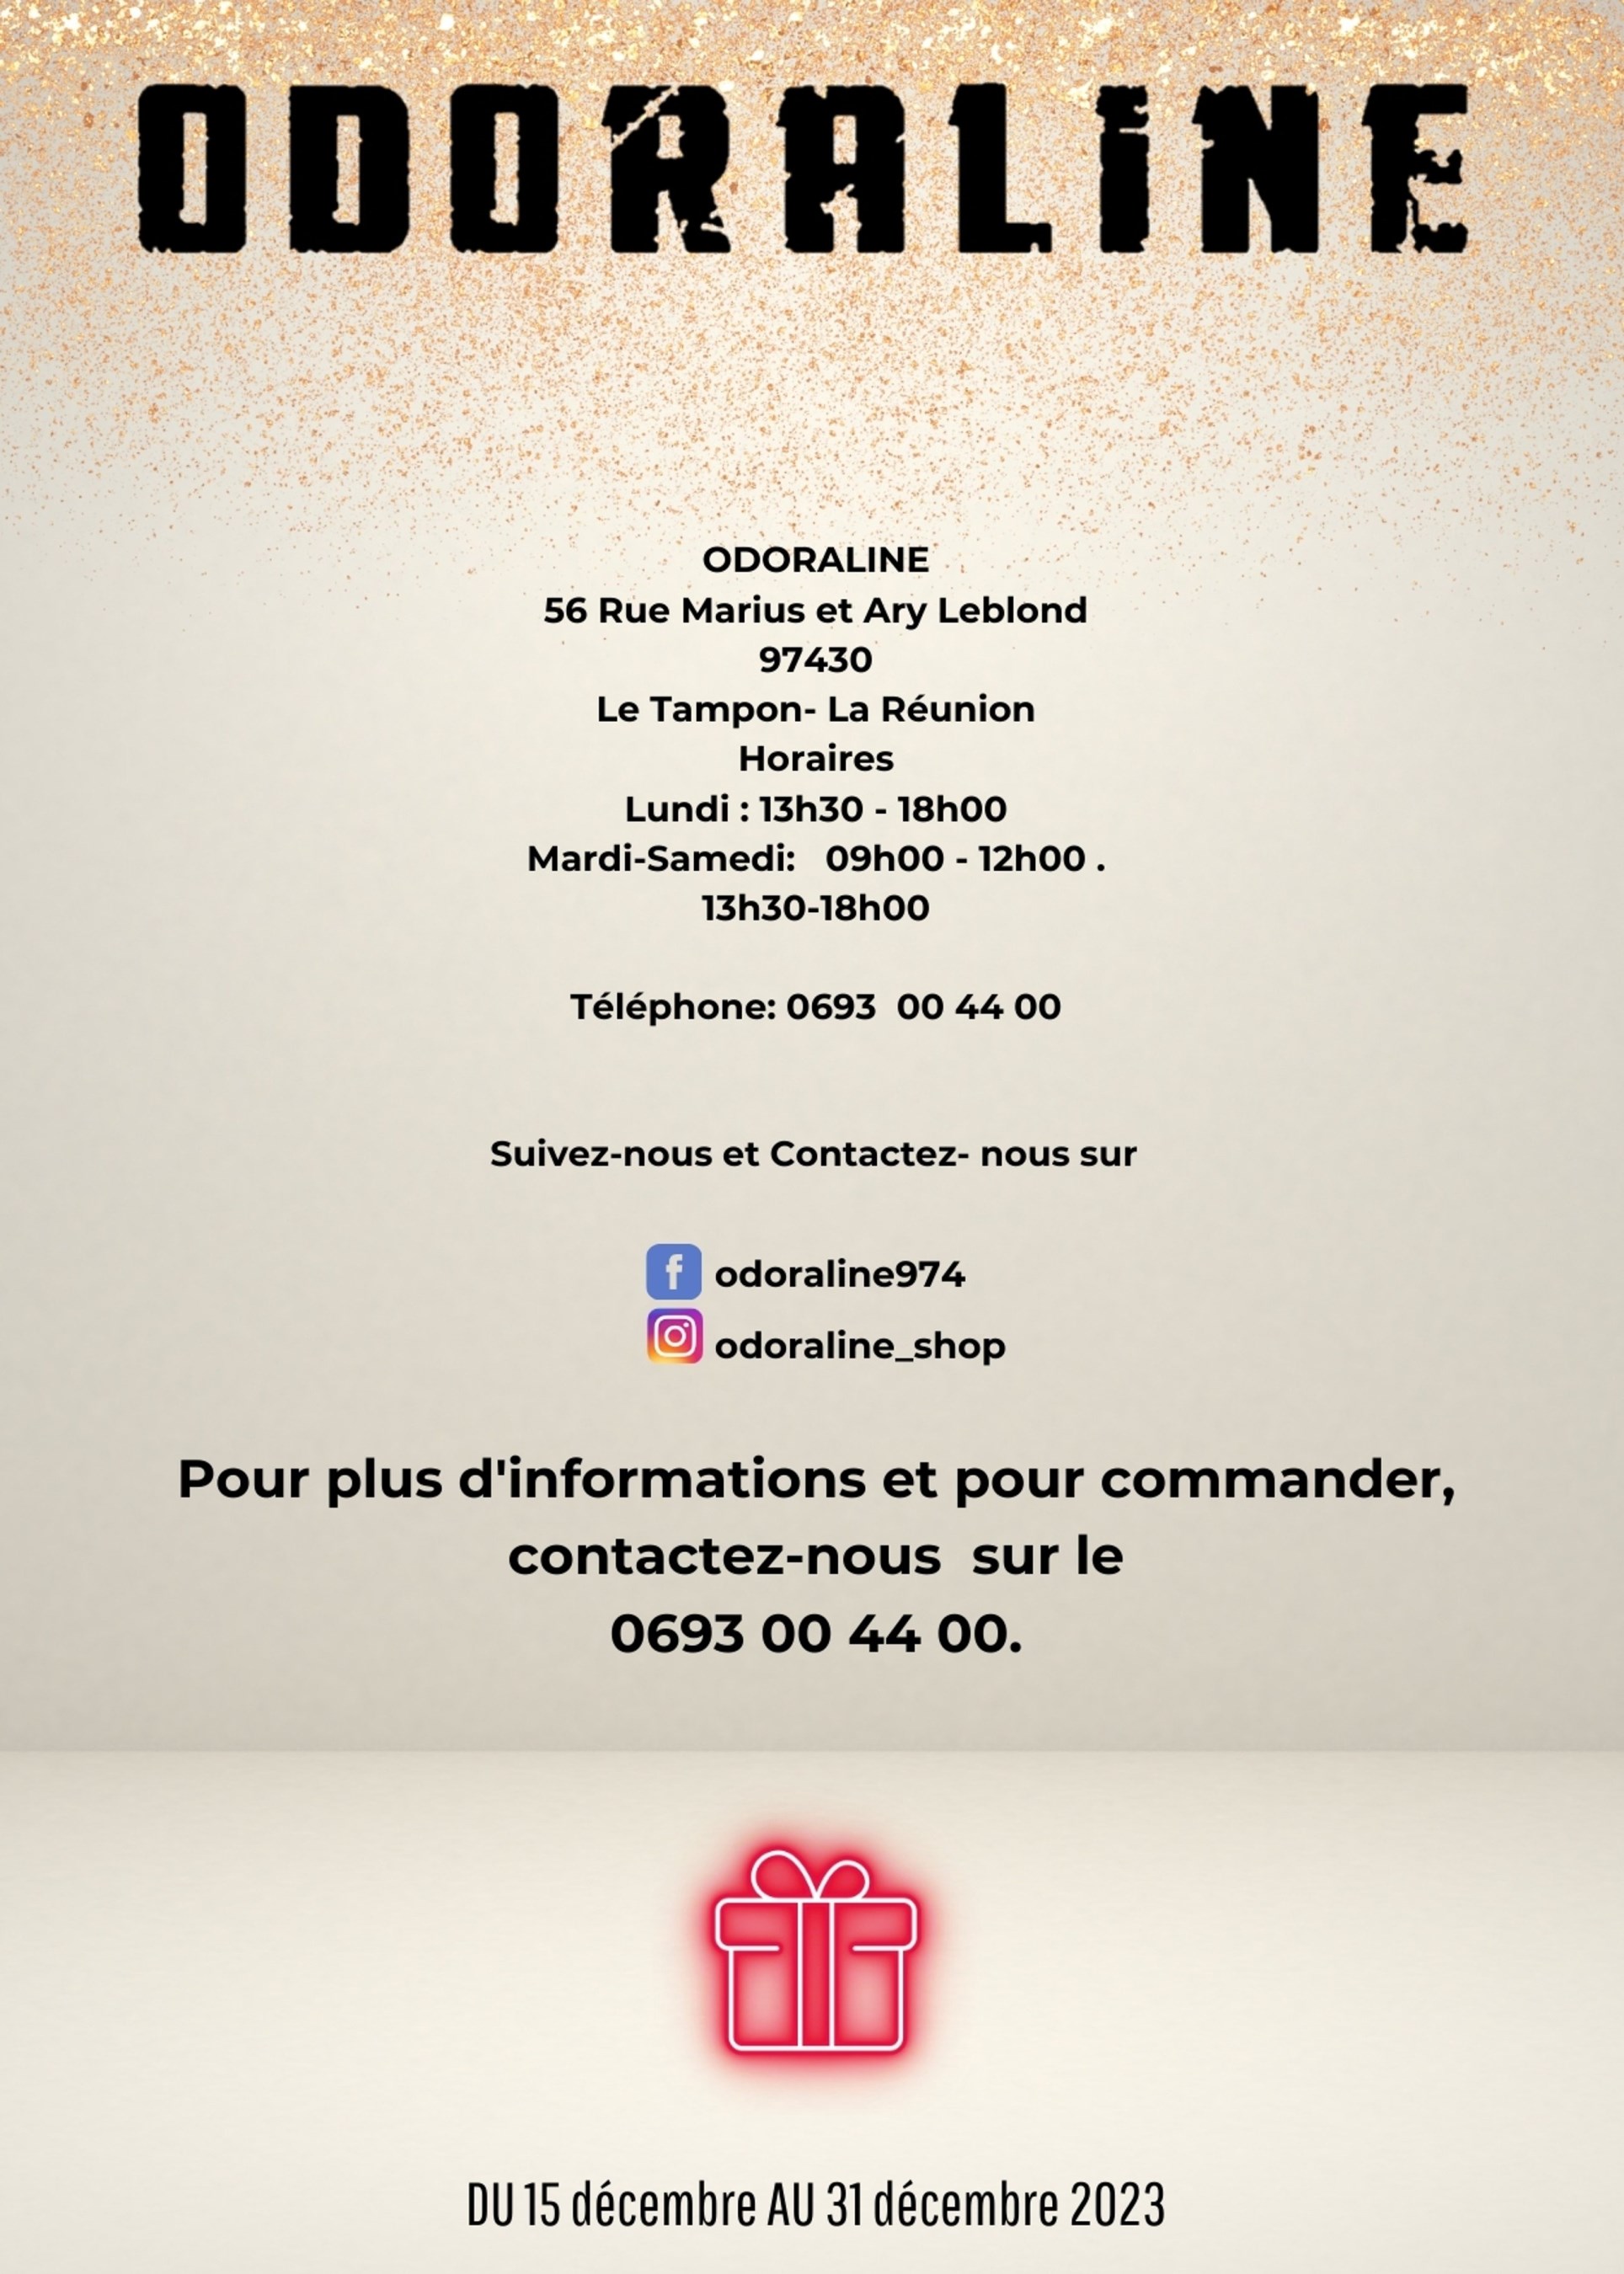 ODORALINE
ODORALINE
56 Rue Marius et Ary Leblond
97430
Le Tampon- La Réunion
Horaires
Lundi : 13h30 - 18h00
Mardi-Samedi: 09h00 - 12h00 .
13h30-18h00
Téléphone: 0693 00 44 00
Suivez-nous et Contactez- nous sur
odoraline974
odoraline_shop
Pour plus d'informations et pour commander,
contactez-nous sur le
0693 00 44 00.
DU 15 décembre AU 31 décembre 2023